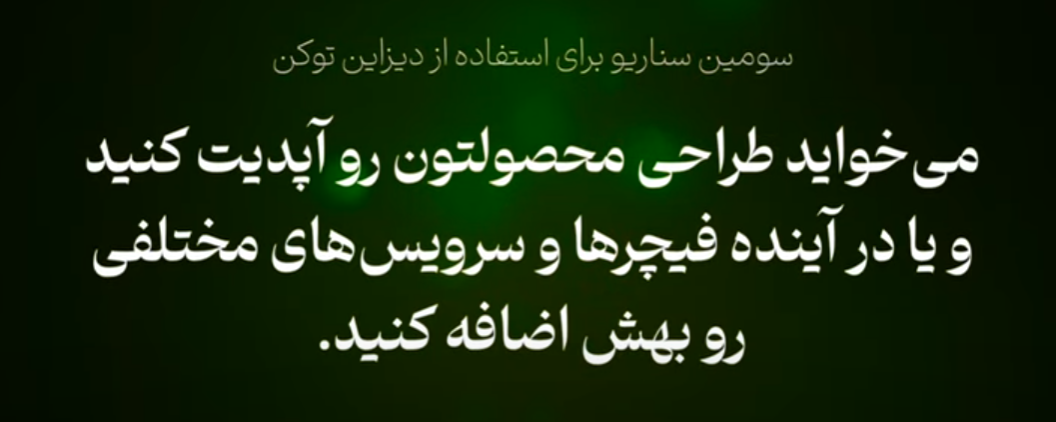 سومین سناریو برای استفاده از دیزاین توکن
می‌خواید طراحی محصولتون رو آپدیت کنید
و یا در آینده فیچرها و سرویس‌های مختلفی
رو بهش اضافه کنید.